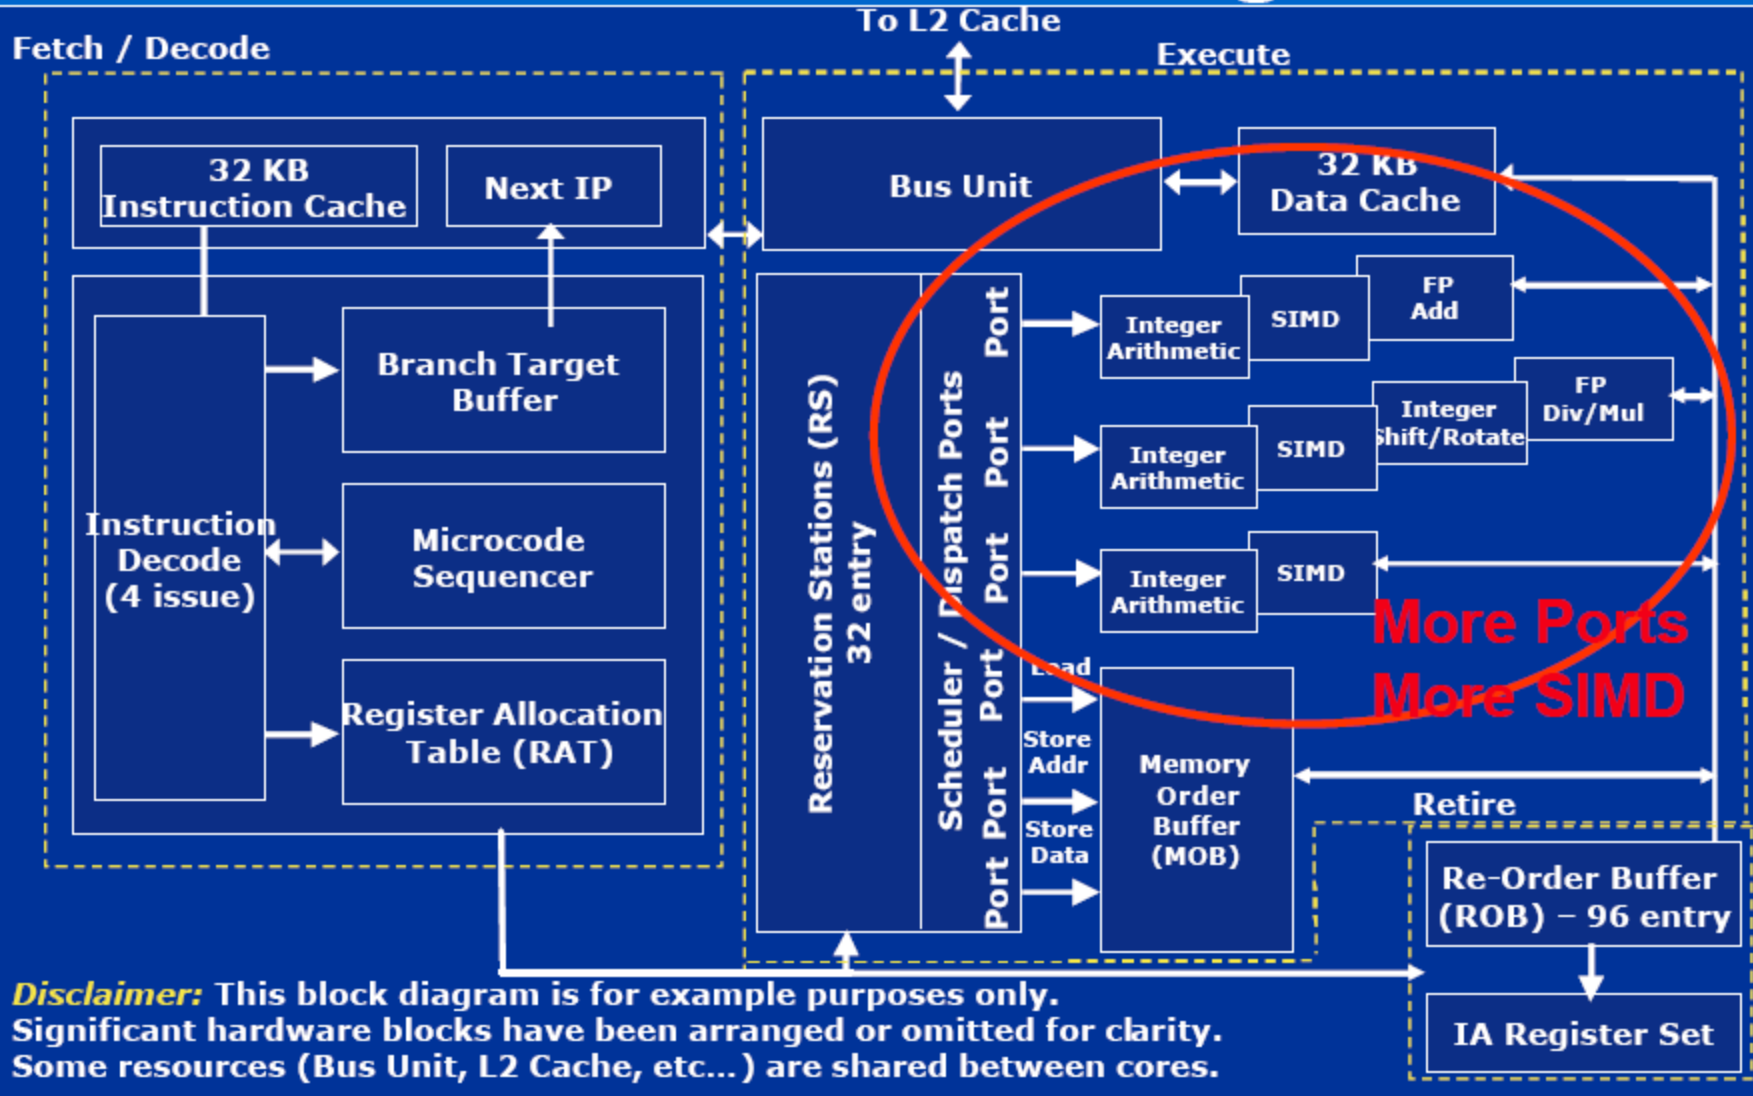 To L2 Cache
Fetch / Decode
Execute
32 KB
Instruction Cache
Next IP
Bus Unit
32 KB
Data Cache
Instruction
Decode
(4 issue)
Branch Target
Buffer
Microcode
Sequencer
Register Allocation
Table (RAT)
Reservation Stations (RS)
32 entry
Scheduler / Dispatch Ports
Port
Port
Port
Port
Port
Port
Integer
Arithmetic
SIMD
FP
Add
Integer
Arithmetic
SIMD
Integer
Shift/Rotate
FP
Div/Mul
Integer
Arithmetic
SIMD
More Ports
More SIMD
Load
Store
Addr
Store
Data
Memory
Order
Buffer
(MOB)
Retire
Re-Order Buffer
(ROB) – 96 entry
IA Register Set
Disclaimer: This block diagram is for example purposes only.
Significant hardware blocks have been arranged or omitted for clarity.
Some resources (Bus Unit, L2 Cache, etc...) are shared between cores.